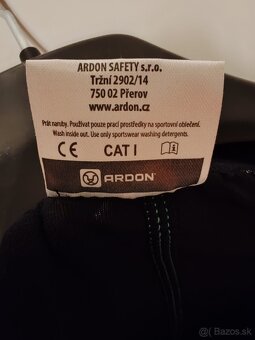 ARDON SAFETY s.r.o.
Tržní 2902/14
750 02 Přerov
www.ardon.cz
Prát naruby. Používat pouze prací prostředky na sportovní oblečení.
Wash inside out. Use only sportswear washing detergents.
CE CAT I i
ARDON
© Bazos.sk